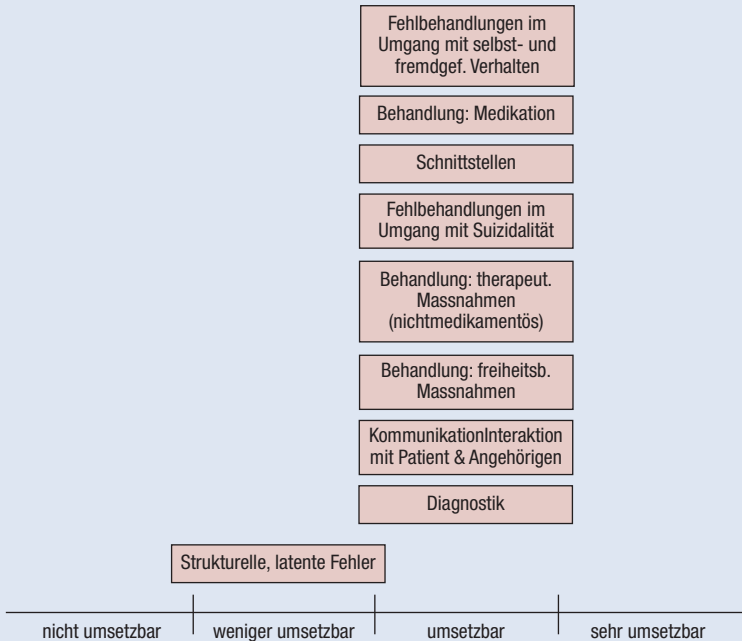 Fehlbehandlungen im
Umgang mit selbst- und
fremdgef. Verhalten
Behandlung: Medikation
Schnittstellen
Fehlbehandlungen im
Umgang mit Suizidalität
Behandlung: therapeut.
Massnahmen
(nichtmedikamentös)
Behandlung: freiheitsb.
Massnahmen
KommunikationInteraktion
mit Patient & Angehörigen
Diagnostik
Strukturelle, latente Fehler
nicht umsetzbar
weniger umsetzbar
umsetzbar
sehr umsetzbar